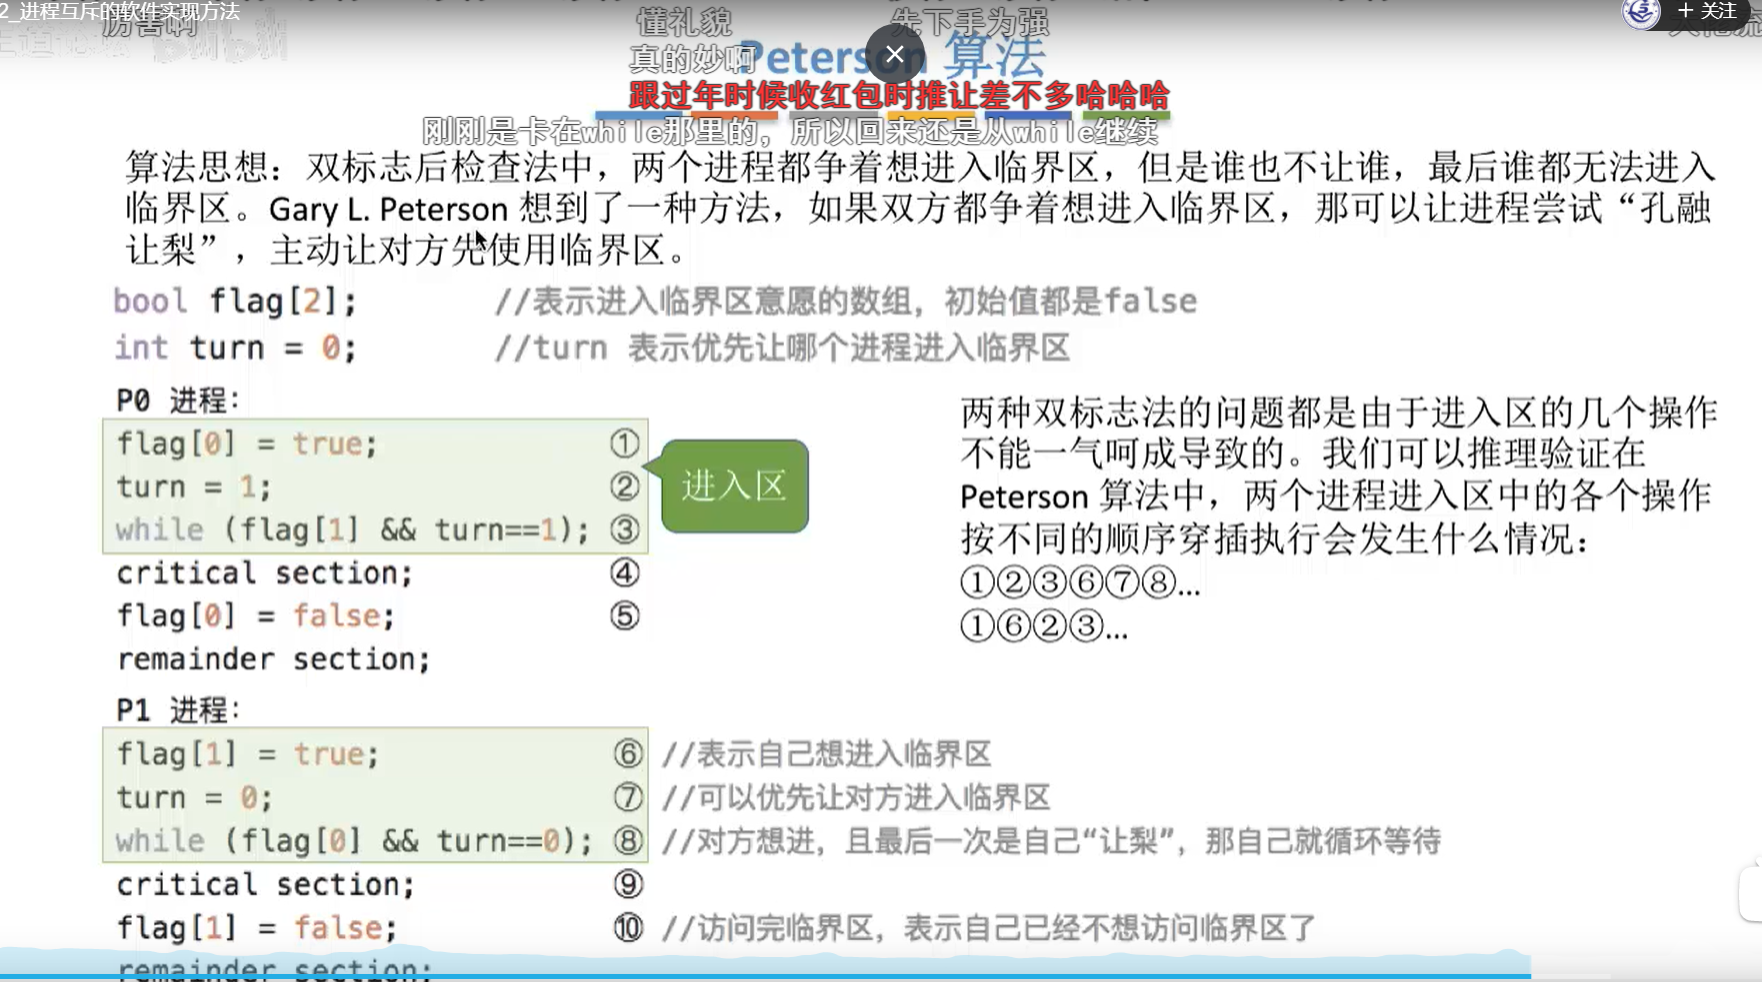 2_进程互斥的软件实现方法
+ 关注
厉害啊
懂礼貌
先下手为强
真的妙啊
Peterson 算法
跟过年时候收红包时推让差不多哈哈哈
刚刚是卡在while那里的，所以回来还是从while继续
算法思想：双标志后检查法中，两个进程都争着想进入临界区，但是谁也不让谁，最后谁都无法进入
临界区。Gary L. Peterson 想到了一种方法，如果双方都争着想进入临界区，那可以让进程尝试“孔融
让梨”，主动让对方先使用临界区。
bool flag[2]; //表示进入临界区意愿的数组，初始值都是false
int turn = 0; //turn 表示优先让哪个进程进入临界区
P0 进程：
flag[0] = true; ①
turn = 1; ②
while (flag[1] && turn==1); ③
critical section; ④
flag[0] = false; ⑤
remainder section;
进入区
两种双标志法的问题都是由于进入区的几个操作
不能一气呵成导致的。我们可以推理验证在
Peterson 算法中，两个进程进入区中的各个操作
按不同的顺序穿插执行会发生什么情况：
①②③⑥⑦⑧...
①⑥②③...
P1 进程：
flag[1] = true; ⑥ //表示自己想进入临界区
turn = 0; ⑦ //可以优先让对方进入临界区
while (flag[0] && turn==0); ⑧ //对方想进，且最后一次是自己“让梨”，那自己就循环等待
critical section; ⑨
flag[1] = false; ⑩ //访问完临界区，表示自己已经不想访问临界区了
remainder section;